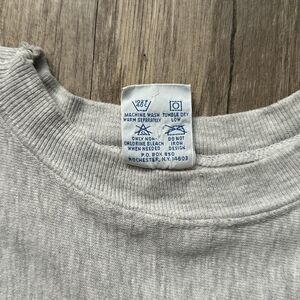 MACHINE WASH TUMBLE DRY
WARM SEPARATELY LOW
ONLY NON- DO NOT
CHLORINE BLEACH IRON
WHEN NEEDED DESIGN
P.O. BOX 850
ROCHESTER, N.Y. 14603